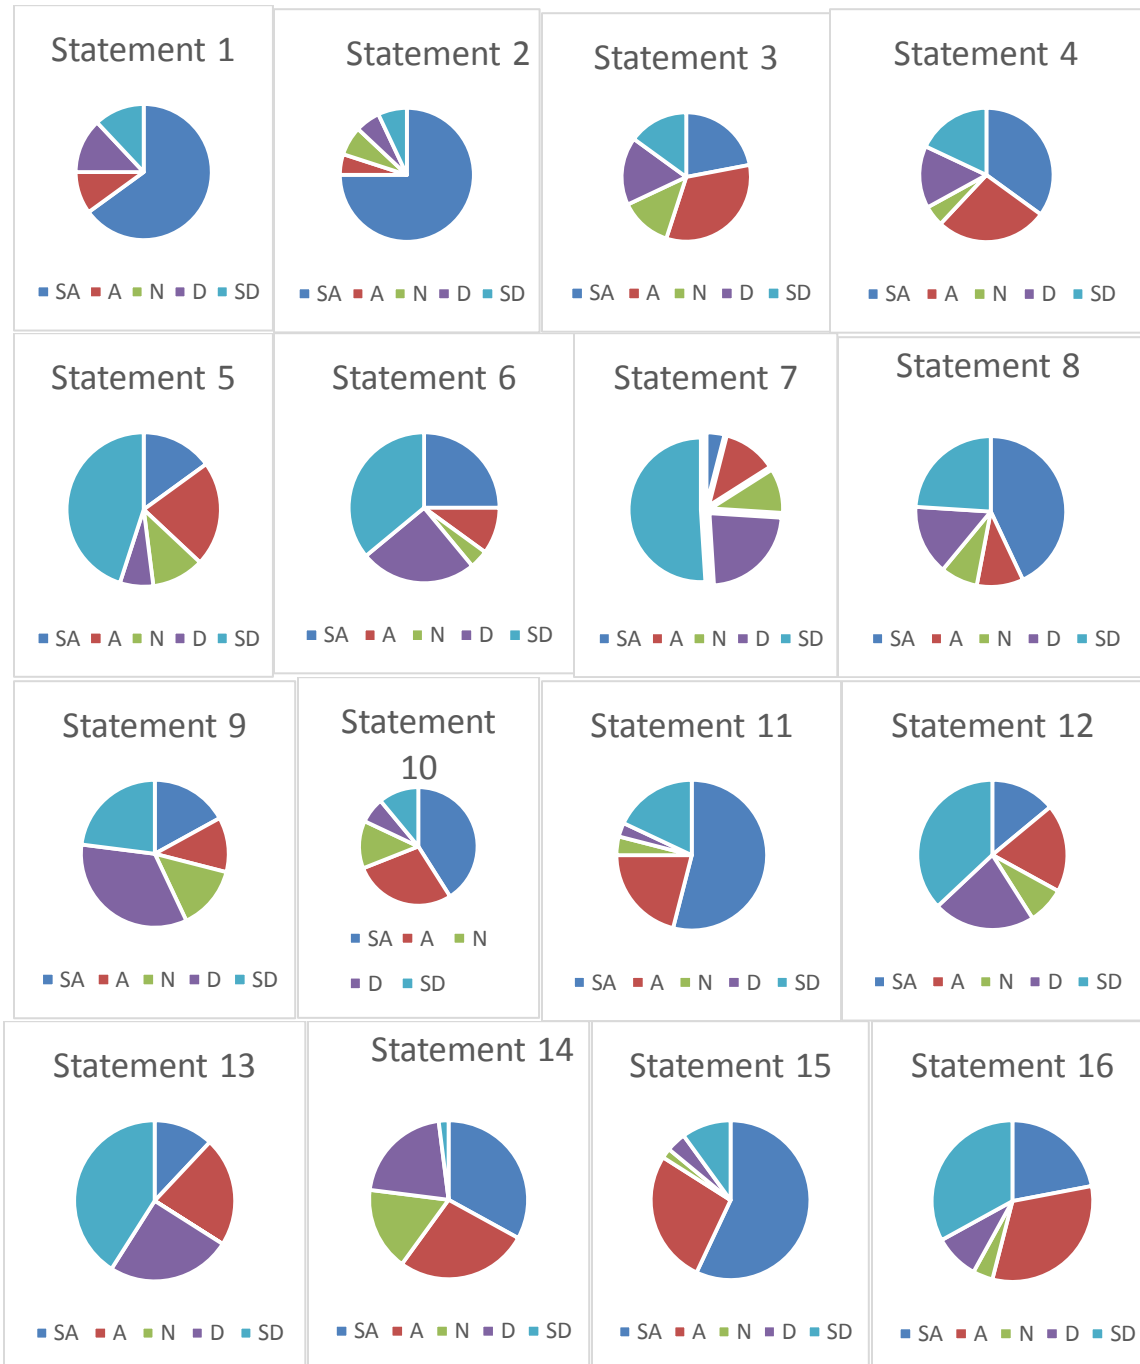 Statement 1
SA A N D SD
Statement 2
SA A N D SD
Statement 3
SA A N D SD
Statement 4
SA A N D SD
Statement 5
SA A N D SD
Statement 6
SA A N D SD
Statement 7
SA A N D SD
Statement 8
SA A N D SD
Statement 9
SA A N D SD
Statement
10
SA A N
D SD
Statement 11
SA A N D SD
Statement 12
SA A N D SD
Statement 13
SA A N D SD
Statement 14
SA A N D SD
Statement 15
SA A N D SD
Statement 16
SA A N D SD